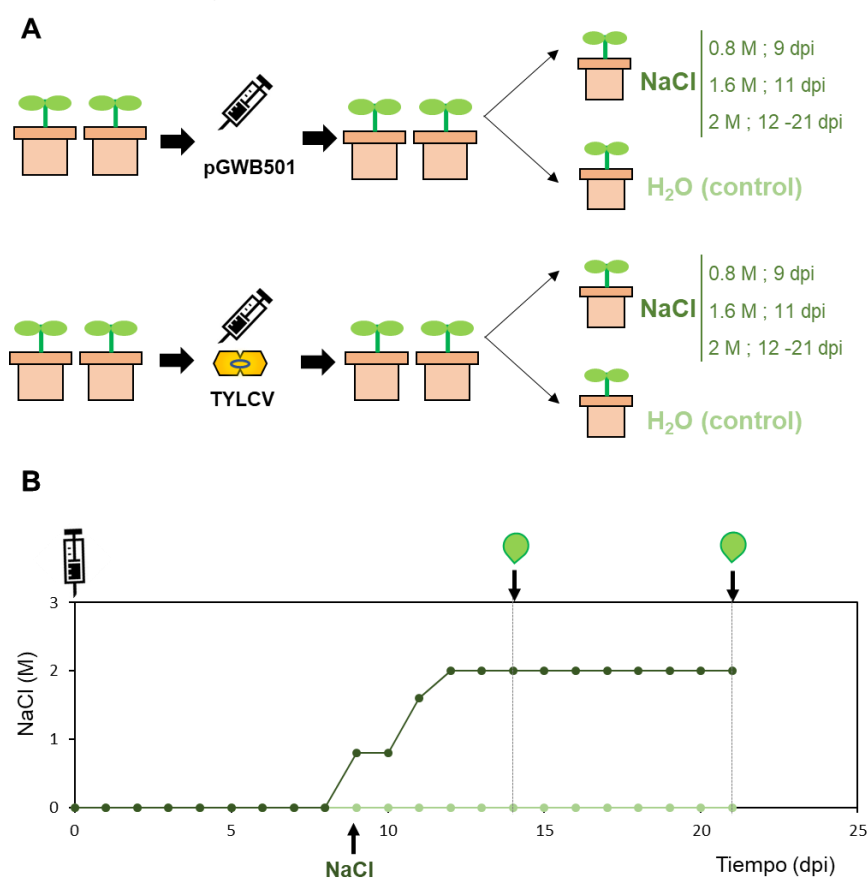 A
pGWB501
NaCl
0.8 M ; 9 dpi
1.6 M ; 11 dpi
2 M ; 12 -21 dpi
H₂O (control)
TYLCV
NaCl
0.8 M ; 9 dpi
1.6 M ; 11 dpi
2 M ; 12 -21 dpi
H₂O (control)
B
NaCl (M)
3
2
1
0
0
5
10
15
20
25
NaCl
Tiempo (dpi)